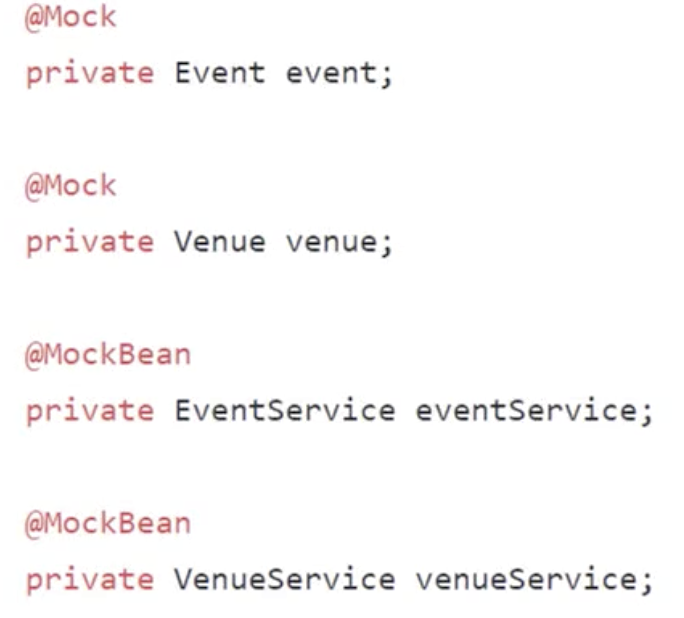 @Mock
private Event event;
@Mock
private Venue venue;
@MockBean
private EventService eventService;
@MockBean
private VenueService venueService;